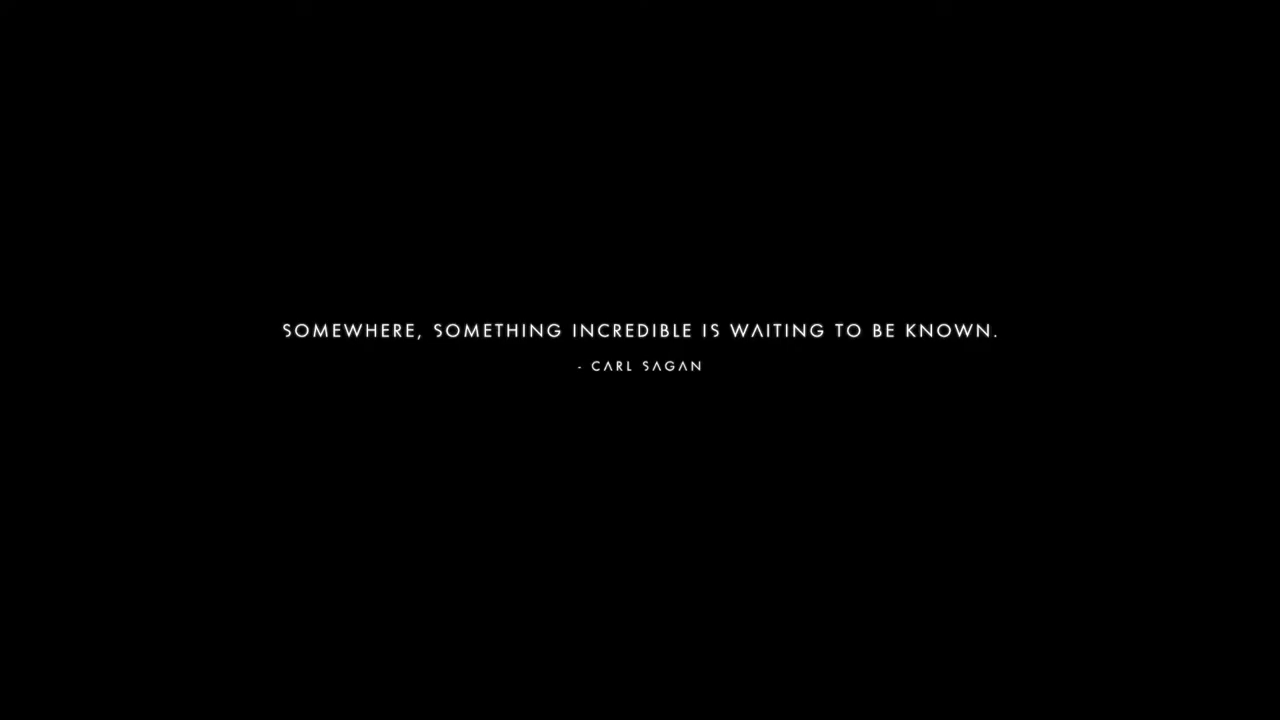 SOMEWHERE, SOMETHING INCREDIBLE IS WAITING TO BE KNOWN.
- CARL SAGAN